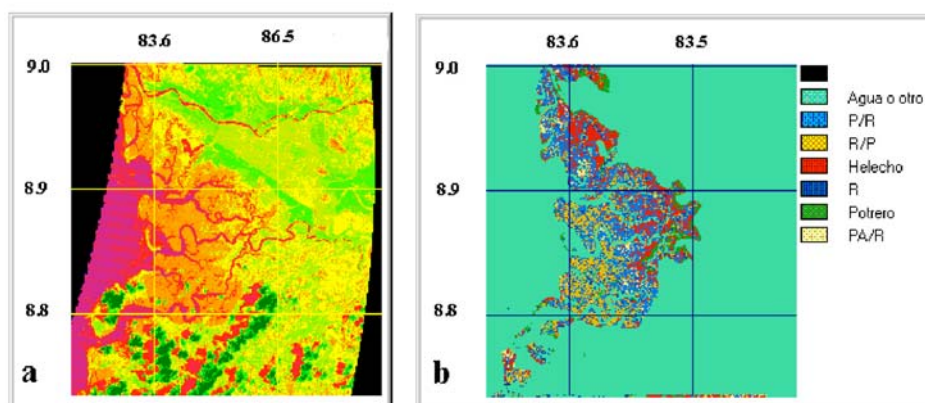 83.6 86.5
9.0
8.9
8.8
a
83.6 83.5
9.0
8.9
8.8
b
Agua o otro
P/R
R/P
Helecho
R
Potrero
PA/R